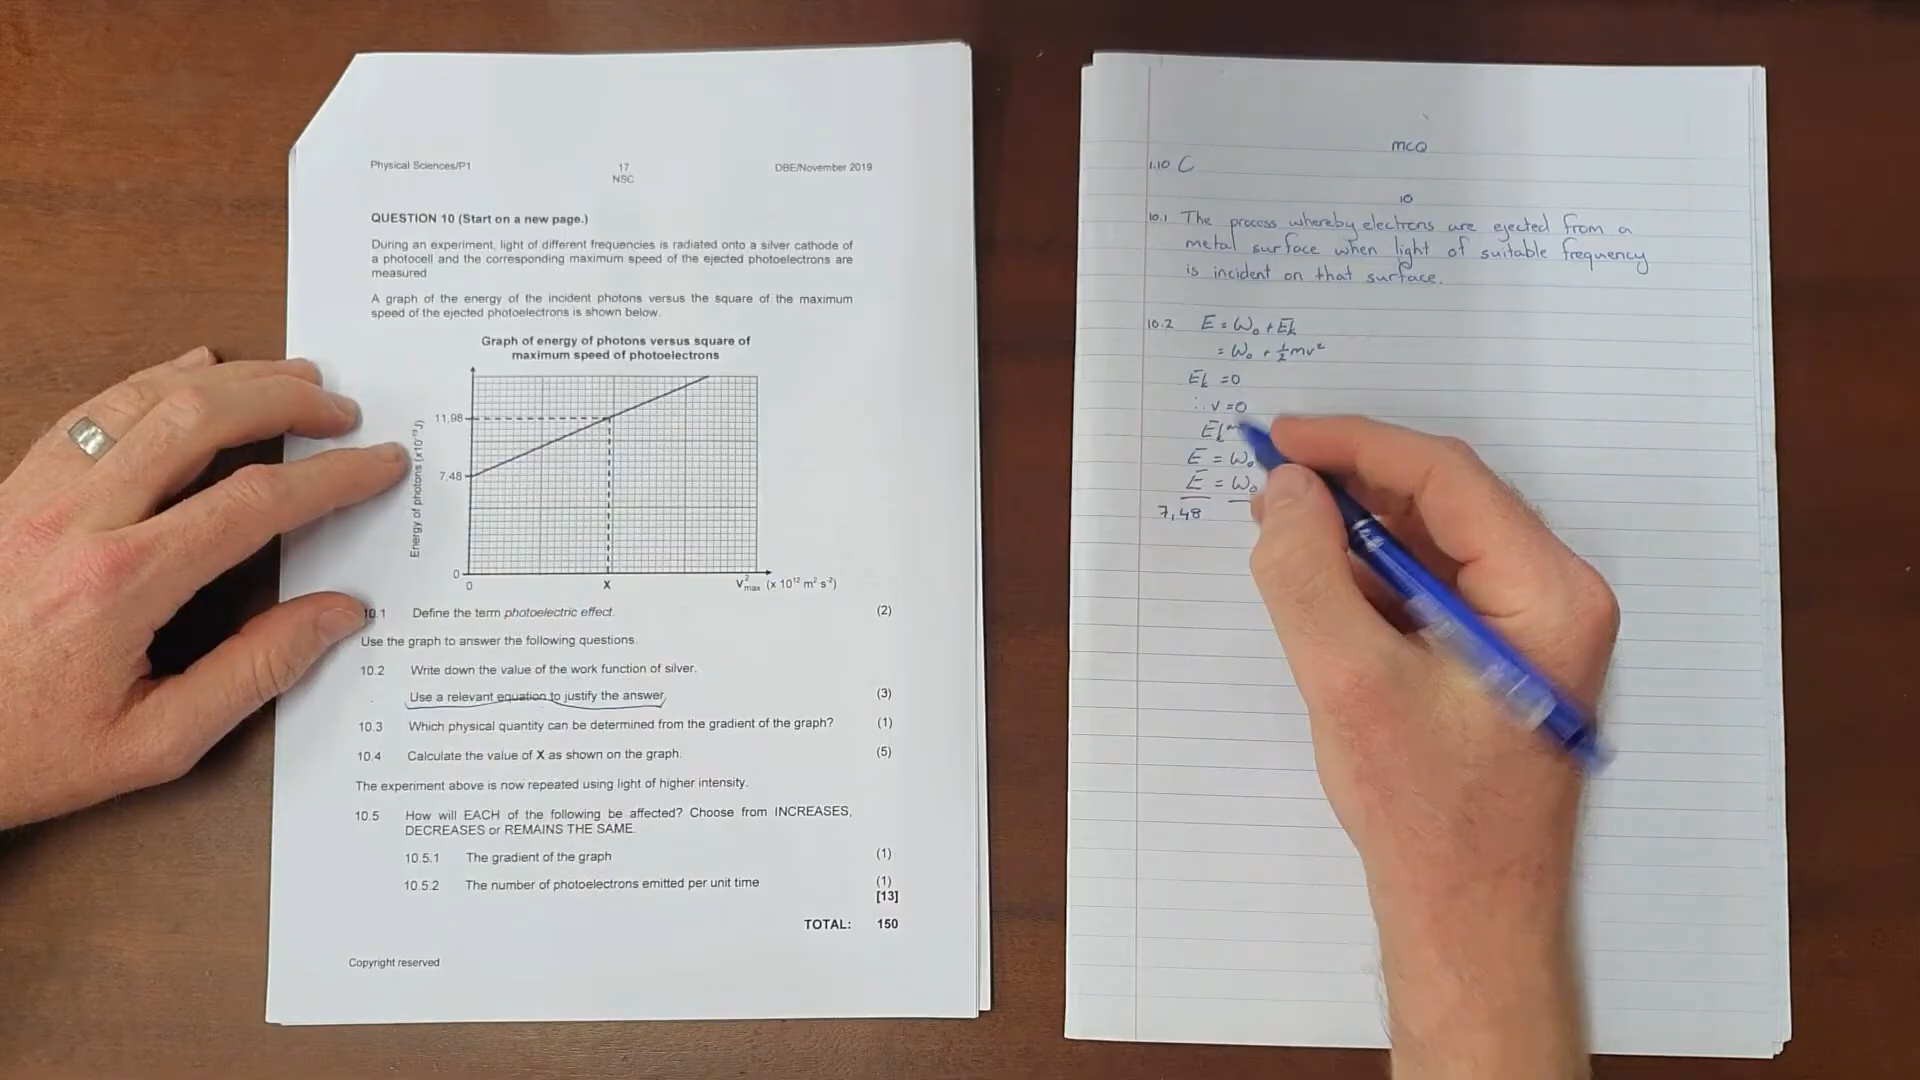 Physical Sciences/P1
17
NSC
DBE/November 2019
QUESTION 10 (Start on a new page.)
During an experiment, light of different frequencies is radiated onto a silver cathode of
a photocell and the corresponding maximum speed of the ejected photoelectrons are
measured
A graph of the energy of the incident photons versus the square of the maximum
speed of the ejected photoelectrons is shown below.
Graph of energy of photons versus square of
maximum speed of photoelectrons
Energy of photons (x10⁻¹⁹ J)
11,98
7,48
0
0
X
v²max (x 10¹² m²·s⁻²)
10.1 Define the term photoelectric effect. (2)
Use the graph to answer the following questions.
10.2 Write down the value of the work function of silver.
Use a relevant equation to justify the answer. (3)
10.3 Which physical quantity can be determined from the gradient of the graph? (1)
10.4 Calculate the value of X as shown on the graph. (5)
The experiment above is now repeated using light of higher intensity.
10.5 How will EACH of the following be affected? Choose from INCREASES,
DECREASES or REMAINS THE SAME.
10.5.1 The gradient of the graph (1)
10.5.2 The number of photoelectrons emitted per unit time (1)
[13]
TOTAL: 150
Copyright reserved
MCQ
1.10 C
10
10.1 The process whereby electrons are ejected from a
metal surface when light of suitable frequency
is incident on that surface.
10.2 E = W₀ + Ek
= W₀ + ½mv²
Ek = 0
∴ v = 0
Ek
E = W₀
E = W₀
7,48